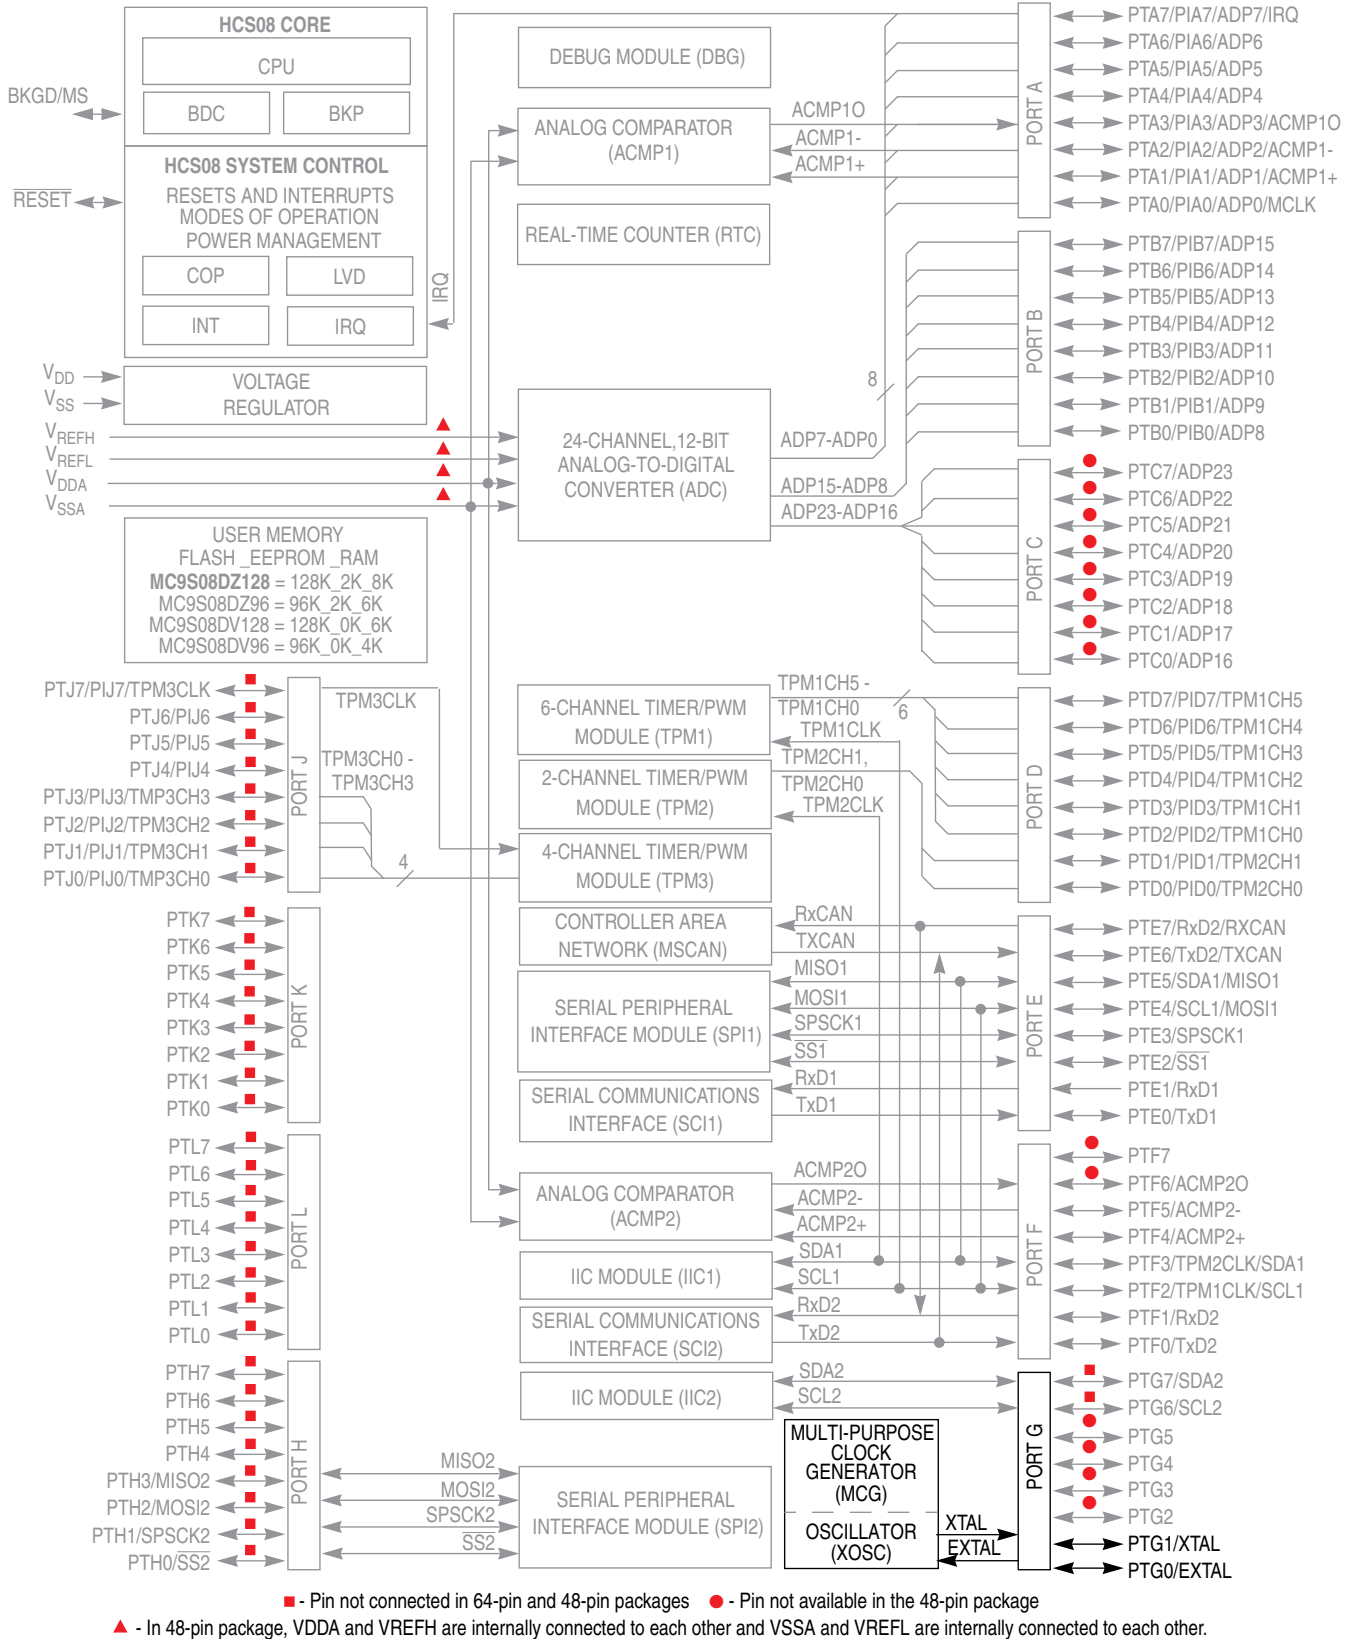 HCS08 CORE
CPU
BDC
BKP
BKGD/MS
HCS08 SYSTEM CONTROL
RESETS AND INTERRUPTS
MODES OF OPERATION
POWER MANAGEMENT
COP
LVD
INT
IRQ
RESET
IRQ
VDD
VSS
VOLTAGE
REGULATOR
VREFH
VREFL
VDDA
VSSA
USER MEMORY
FLASH _EEPROM _RAM
MC9S08DZ128 = 128K_2K_8K
MC9S08DZ96 = 96K_2K_6K
MC9S08DV128 = 128K_0K_6K
MC9S08DV96 = 96K_0K_4K
DEBUG MODULE (DBG)
ANALOG COMPARATOR
(ACMP1)
ACMP1O
ACMP1-
ACMP1+
REAL-TIME COUNTER (RTC)
24-CHANNEL,12-BIT
ANALOG-TO-DIGITAL
CONVERTER (ADC)
8
ADP7-ADP0
ADP15-ADP8
ADP23-ADP16
PORT A
PTA7/PIA7/ADP7/IRQ
PTA6/PIA6/ADP6
PTA5/PIA5/ADP5
PTA4/PIA4/ADP4
PTA3/PIA3/ADP3/ACMP1O
PTA2/PIA2/ADP2/ACMP1-
PTA1/PIA1/ADP1/ACMP1+
PTA0/PIA0/ADP0/MCLK
PORT B
PTB7/PIB7/ADP15
PTB6/PIB6/ADP14
PTB5/PIB5/ADP13
PTB4/PIB4/ADP12
PTB3/PIB3/ADP11
PTB2/PIB2/ADP10
PTB1/PIB1/ADP9
PTB0/PIB0/ADP8
PORT C
PTC7/ADP23
PTC6/ADP22
PTC5/ADP21
PTC4/ADP20
PTC3/ADP19
PTC2/ADP18
PTC1/ADP17
PTC0/ADP16
PTJ7/PIJ7/TPM3CLK
PTJ6/PIJ6
PTJ5/PIJ5
PTJ4/PIJ4
PTJ3/PIJ3/TMP3CH3
PTJ2/PIJ2/TPM3CH2
PTJ1/PIJ1/TPM3CH1
PTJ0/PIJ0/TMP3CH0
PORT J
TPM3CLK
TPM3CH0 -
TPM3CH3
4
6-CHANNEL TIMER/PWM
MODULE (TPM1)
TPM1CH5 -
TPM1CH0
6
TPM1CLK
2-CHANNEL TIMER/PWM
MODULE (TPM2)
TPM2CH1,
TPM2CH0
TPM2CLK
4-CHANNEL TIMER/PWM
MODULE (TPM3)
PORT D
PTD7/PID7/TPM1CH5
PTD6/PID6/TPM1CH4
PTD5/PID5/TPM1CH3
PTD4/PID4/TPM1CH2
PTD3/PID3/TPM1CH1
PTD2/PID2/TPM1CH0
PTD1/PID1/TPM2CH1
PTD0/PID0/TPM2CH0
PTK7
PTK6
PTK5
PTK4
PTK3
PTK2
PTK1
PTK0
PORT K
CONTROLLER AREA
NETWORK (MSCAN)
RxCAN
TXCAN
SERIAL PERIPHERAL
INTERFACE MODULE (SPI1)
MISO1
MOSI1
SPSCK1
SS1
SERIAL COMMUNICATIONS
INTERFACE (SCI1)
RxD1
TxD1
PORT E
PTE7/RxD2/RXCAN
PTE6/TxD2/TXCAN
PTE5/SDA1/MISO1
PTE4/SCL1/MOSI1
PTE3/SPSCK1
PTE2/SS1
PTE1/RxD1
PTE0/TxD1
PTL7
PTL6
PTL5
PTL4
PTL3
PTL2
PTL1
PTL0
PORT L
ANALOG COMPARATOR
(ACMP2)
ACMP2O
ACMP2-
ACMP2+
IIC MODULE (IIC1)
SDA1
SCL1
SERIAL COMMUNICATIONS
INTERFACE (SCI2)
RxD2
TxD2
PORT F
PTF7
PTF6/ACMP2O
PTF5/ACMP2-
PTF4/ACMP2+
PTF3/TPM2CLK/SDA1
PTF2/TPM1CLK/SCL1
PTF1/RxD2
PTF0/TxD2
PTH7
PTH6
PTH5
PTH4
PTH3/MISO2
PTH2/MOSI2
PTH1/SPSCK2
PTH0/SS2
PORT H
MISO2
MOSI2
SPSCK2
SS2
IIC MODULE (IIC2)
SDA2
SCL2
SERIAL PERIPHERAL
INTERFACE MODULE (SPI2)
MULTI-PURPOSE
CLOCK
GENERATOR
(MCG)
OSCILLATOR
(XOSC)
XTAL
EXTAL
PORT G
PTG7/SDA2
PTG6/SCL2
PTG5
PTG4
PTG3
PTG2
PTG1/XTAL
PTG0/EXTAL
- Pin not connected in 64-pin and 48-pin packages
- Pin not available in the 48-pin package
- In 48-pin package, VDDA and VREFH are internally connected to each other and VSSA and VREFL are internally connected to each other.